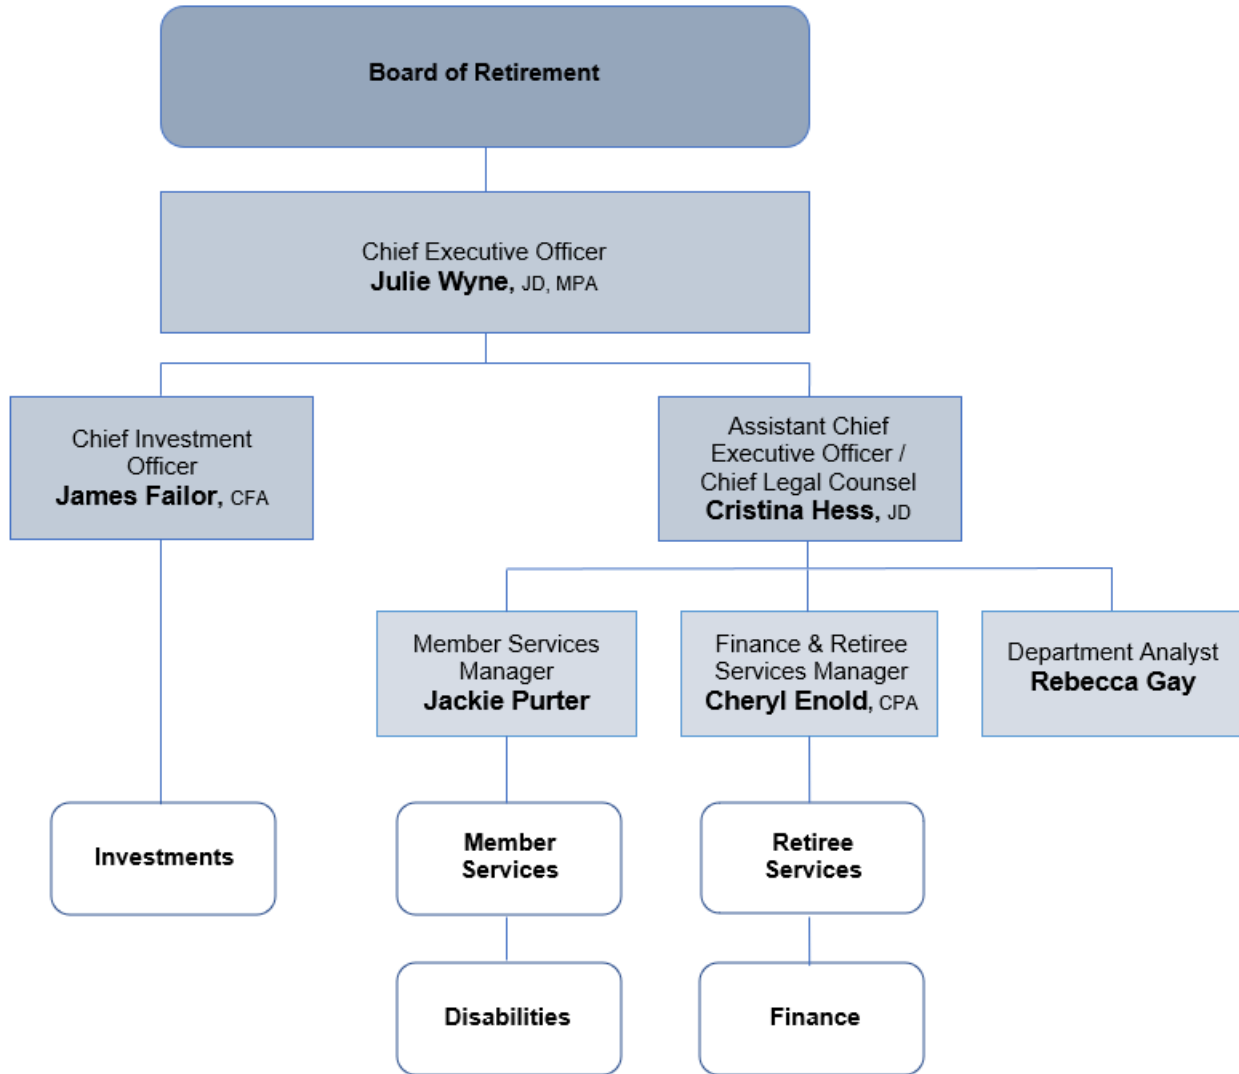 Board of Retirement
Chief Executive Officer
Julie Wyne, JD, MPA
Chief Investment
Officer
James Failor, CFA
Assistant Chief
Executive Officer /
Chief Legal Counsel
Cristina Hess, JD
Member Services
Manager
Jackie Purter
Finance & Retiree
Services Manager
Cheryl Enold, CPA
Department Analyst
Rebecca Gay
Investments
Member
Services
Retiree
Services
Disabilities
Finance